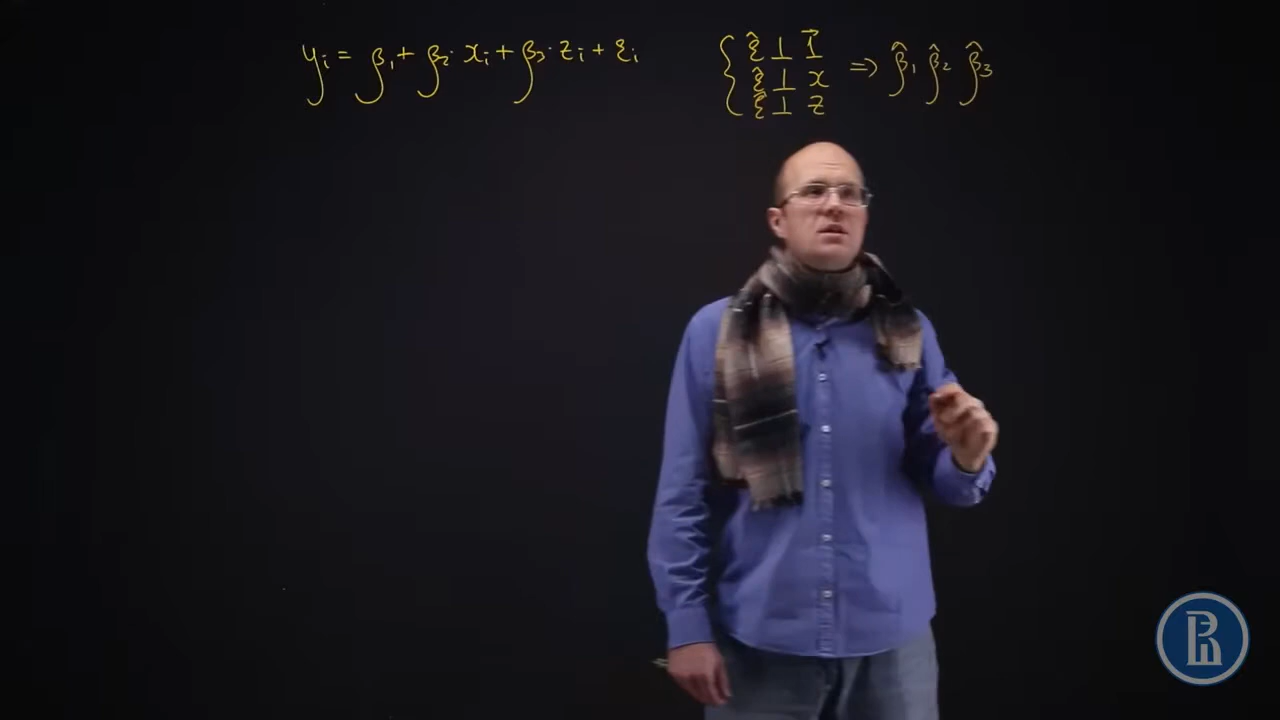 yᵢ = β₁ + β₂·xᵢ + β₃·zᵢ + εᵢ
{ ε̂ ⊥ 1⃗
ε̂ ⊥ x ⇒ β̂₁ β̂₂ β̂₃
ε̂ ⊥ z